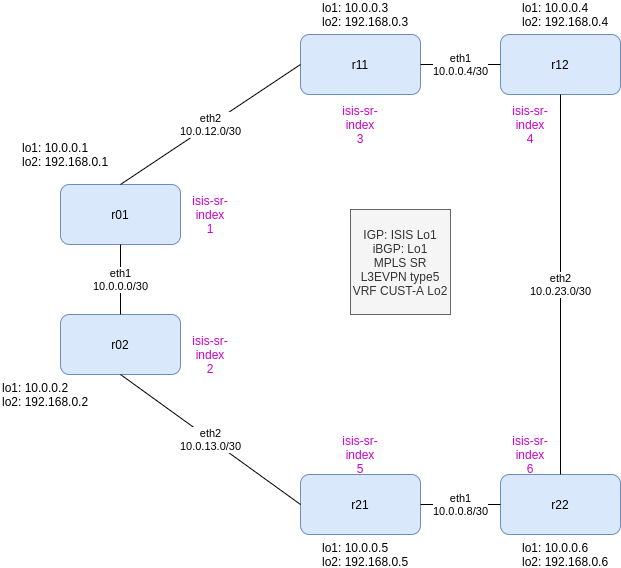 lo1: 10.0.0.3
lo2: 192.168.0.3
lo1: 10.0.0.4
lo2: 192.168.0.4
r11
eth1
10.0.0.4/30
r12
isis-sr-
index
3
isis-sr-
index
4
eth2
10.0.12.0/30
lo1: 10.0.0.1
lo2: 192.168.0.1
r01
isis-sr-
index
1
IGP: ISIS Lo1
iBGP: Lo1
MPLS SR
L3EVPN type5
VRF CUST-A Lo2
eth1
10.0.0.0/30
eth2
10.0.23.0/30
r02
isis-sr-
index
2
lo1: 10.0.0.2
lo2: 192.168.0.2
eth2
10.0.13.0/30
isis-sr-
index
5
isis-sr-
index
6
r21
eth1
10.0.0.8/30
r22
lo1: 10.0.0.5
lo2: 192.168.0.5
lo1: 10.0.0.6
lo2: 192.168.0.6